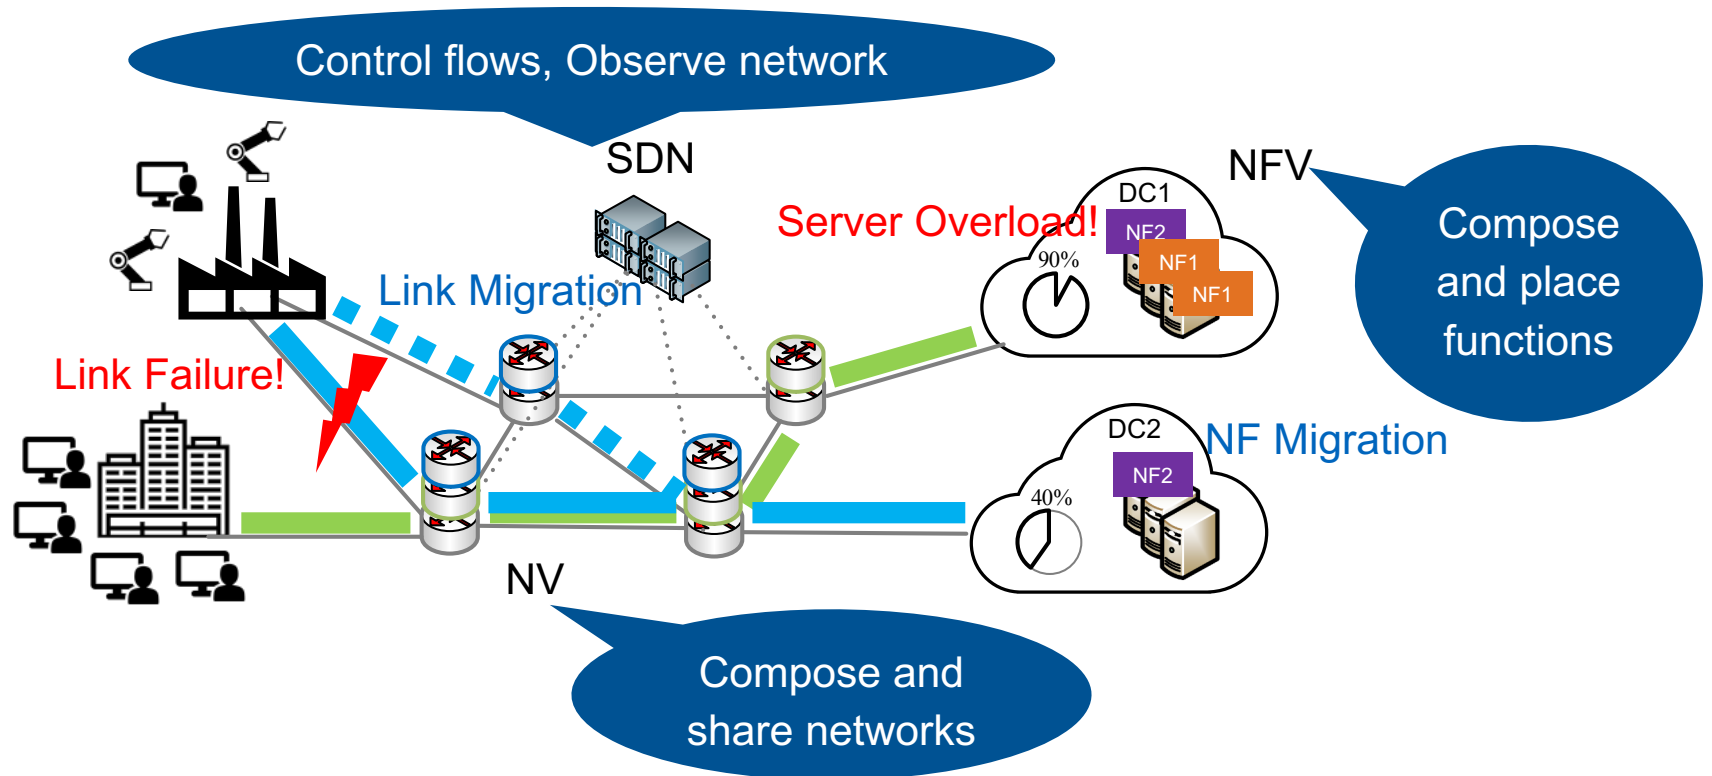 Control flows, Observe network
SDN
NFV
DC1
Server Overload!
NF2
90%
NF1
NF1
Compose
and place
functions
Link Migration
Link Failure!
DC2
NF Migration
NF2
40%
NV
Compose and
share networks